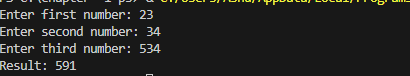 Enter first number: 23
Enter second number: 34
Enter third number: 534
Result: 591